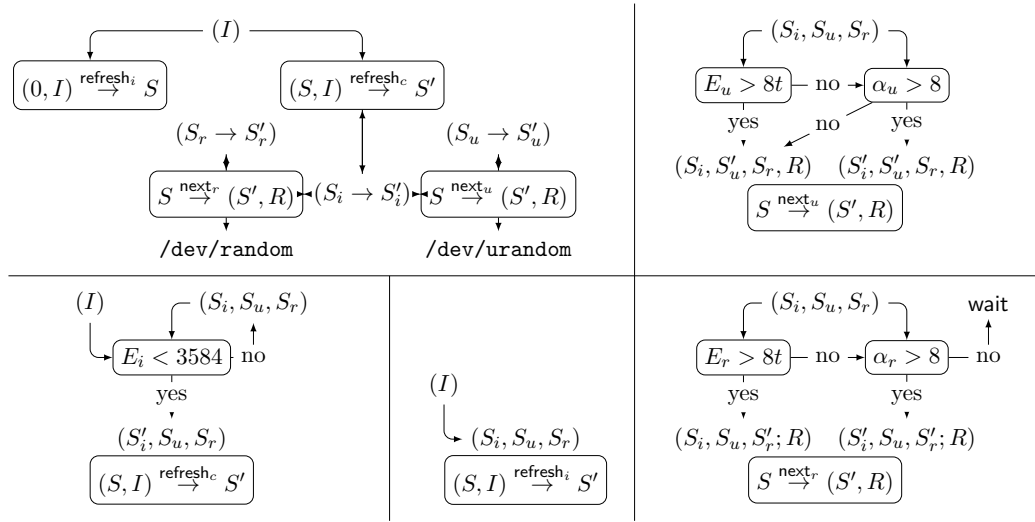 (I)
(0, I) refresh_i → S
(S, I) refresh_c → S′
(S_r → S′_r)
(S_u → S′_u)
S next_r → (S′, R)
(S_i → S′_i)
S next_u → (S′, R)
/dev/random
/dev/urandom
(S_i, S_u, S_r)
E_u > 8t
no
α_u > 8
yes
no
yes
(S_i, S′_u, S_r, R)
(S′_i, S′_u, S_r, R)
S next_u → (S′, R)
(I)
(S_i, S_u, S_r)
E_i < 3584
no
yes
(S′_i, S_u, S_r)
(S, I) refresh_c → S′
(I)
(S_i, S_u, S_r)
(S, I) refresh_i → S′
(S_i, S_u, S_r)
wait
E_r > 8t
no
α_r > 8
no
yes
yes
(S_i, S_u, S′_r; R)
(S′_i, S_u, S′_r; R)
S next_r → (S′, R)